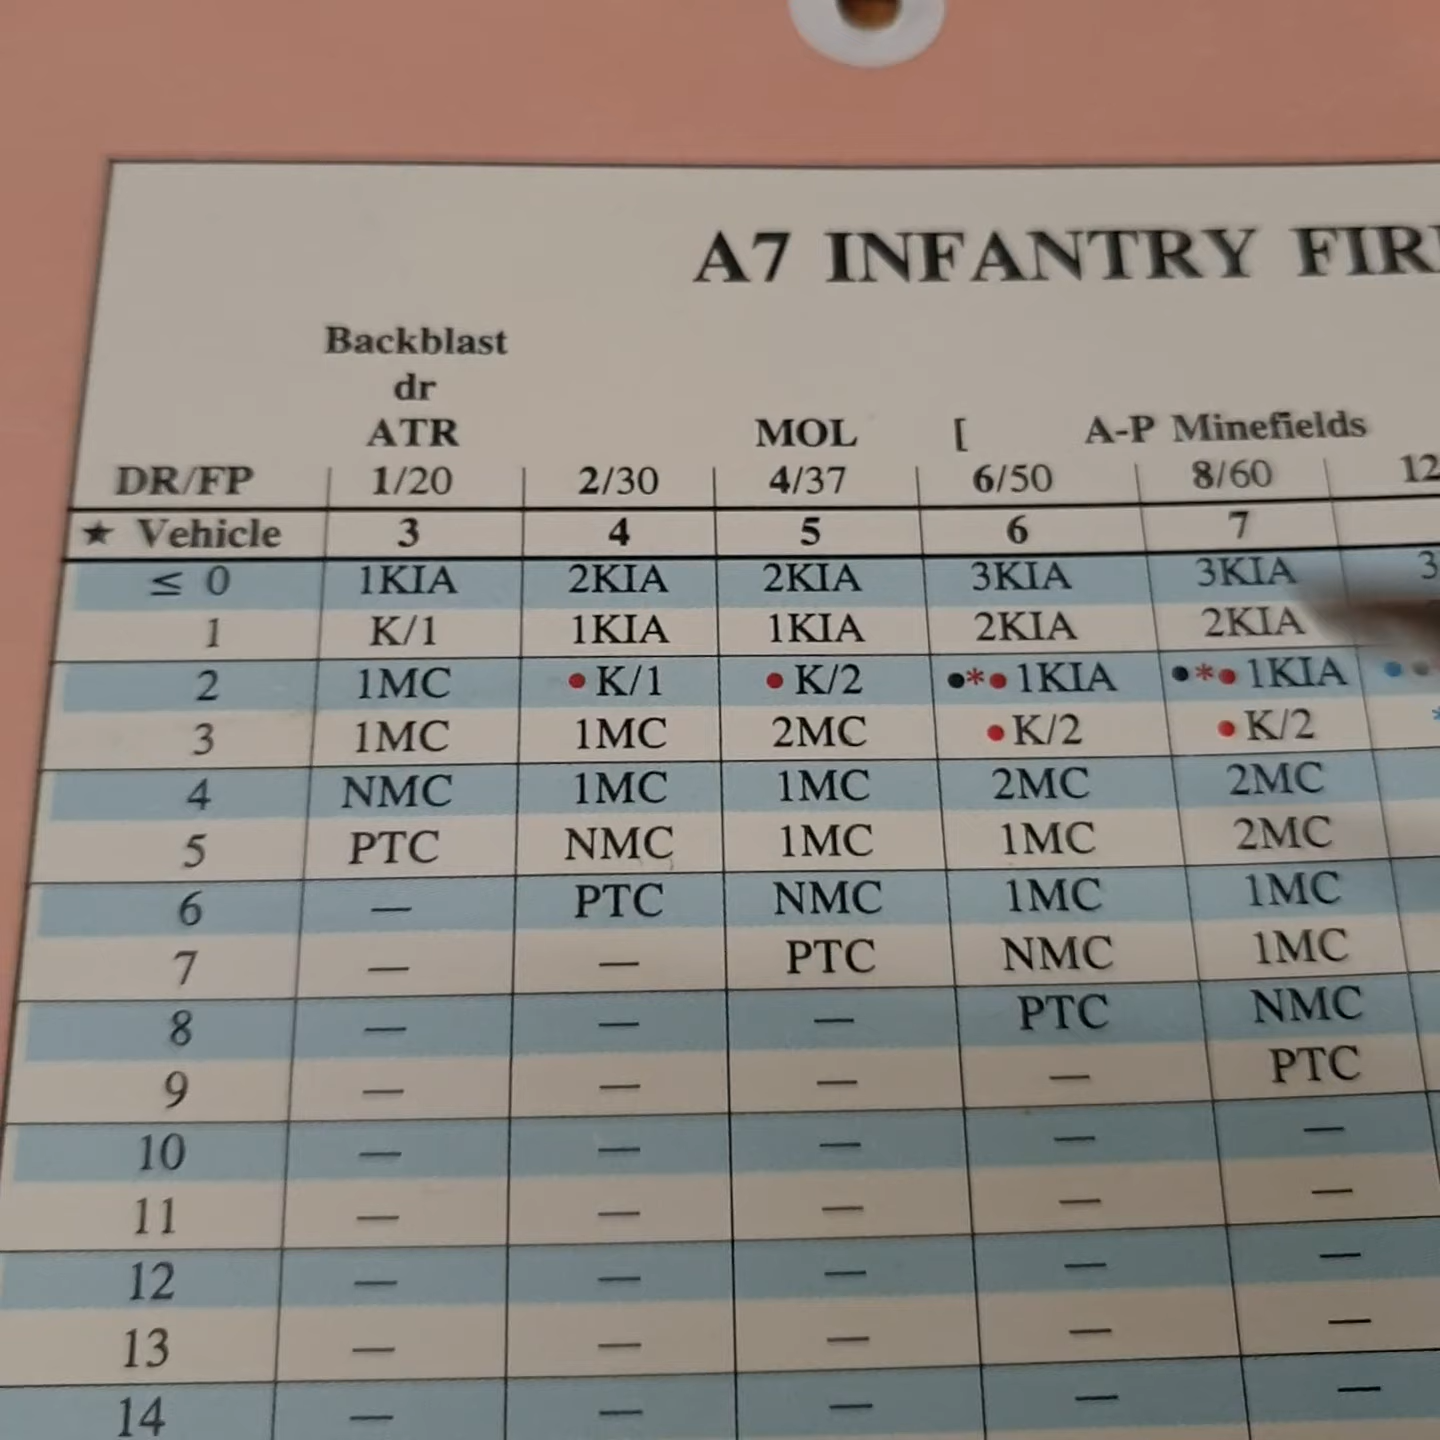 A7 INFANTRY
Backblast
dr
ATR MOL [ A-P Minefields
DR/FP 1/20 2/30 4/37 6/50 8/60 12
★ Vehicle 3 4 5 6 7
≤ 0 1KIA 2KIA 2KIA 3KIA 3KIA 3
1 K/1 1KIA 1KIA 2KIA 2KIA
2 1MC •K/1 •K/2 •*•1KIA •*•1KIA
3 1MC 1MC 2MC •K/2 •K/2
4 NMC 1MC 1MC 2MC 2MC
5 PTC NMC 1MC 1MC 2MC
6 — PTC NMC 1MC 1MC
7 — — PTC NMC 1MC
8 — — — PTC NMC
9 — — — — PTC
10 — — — — —
11 — — — — —
12 — — — — —
13 — — — — —
14 — — — — —